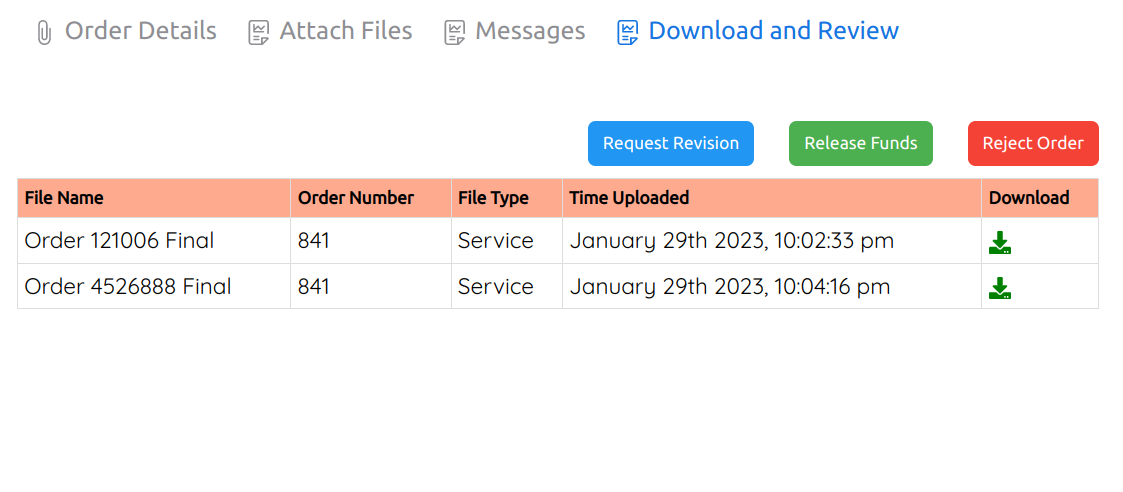 Order Details Attach Files Messages Download and Review
Request Revision Release Funds Reject Order
File Name Order Number File Type Time Uploaded Download
Order 121006 Final 841 Service January 29th 2023, 10:02:33 pm
Order 4526888 Final 841 Service January 29th 2023, 10:04:16 pm